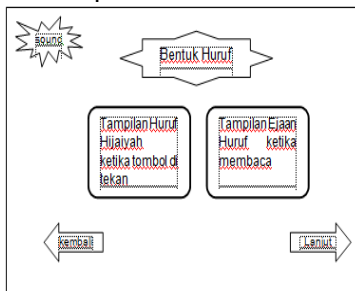 sound
Bentuk Huruf
Tampilan Huruf
Hijaiyah
ketika tombol di
tekan
Tampilan Ejaan
Huruf ketika
membaca
kembali
Lanjut